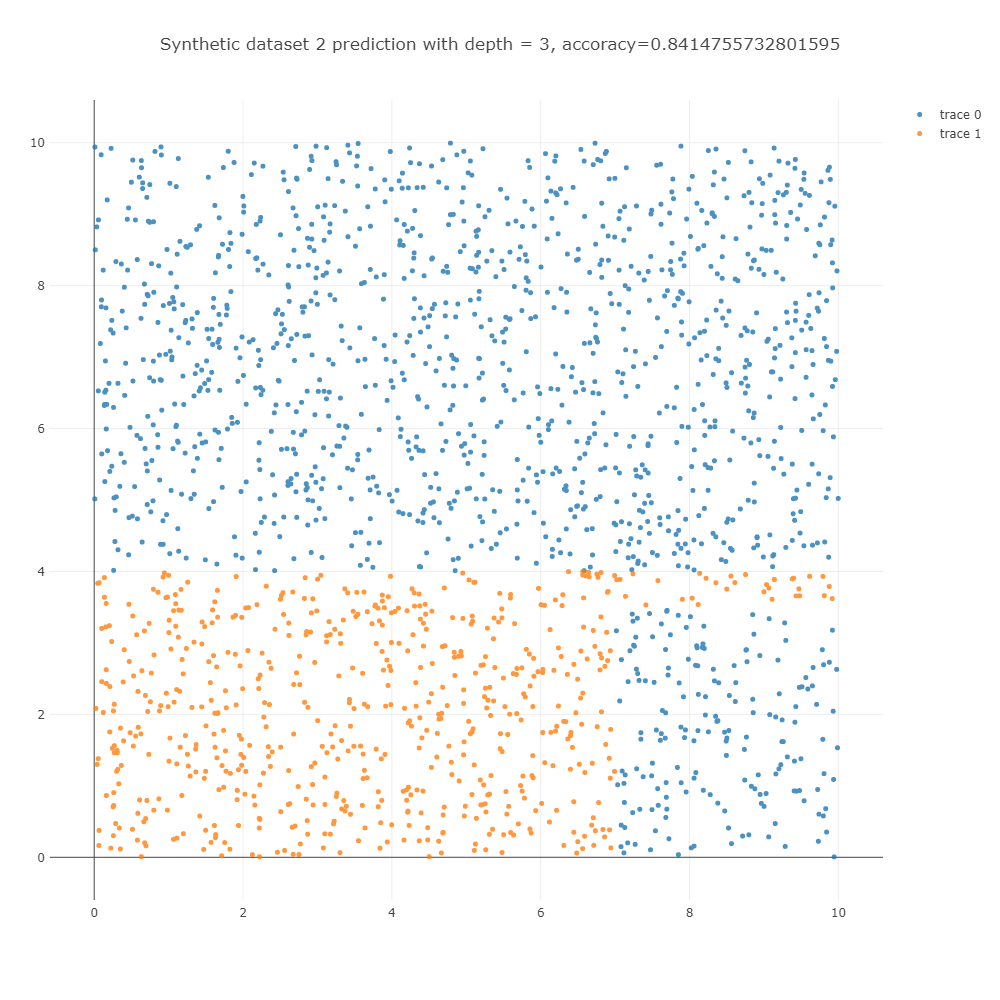 Synthetic dataset 2 prediction with depth = 3, accoracy=0.8414755732801595
trace 0
trace 1
10
8
6
4
2
0
0 2 4 6 8 10